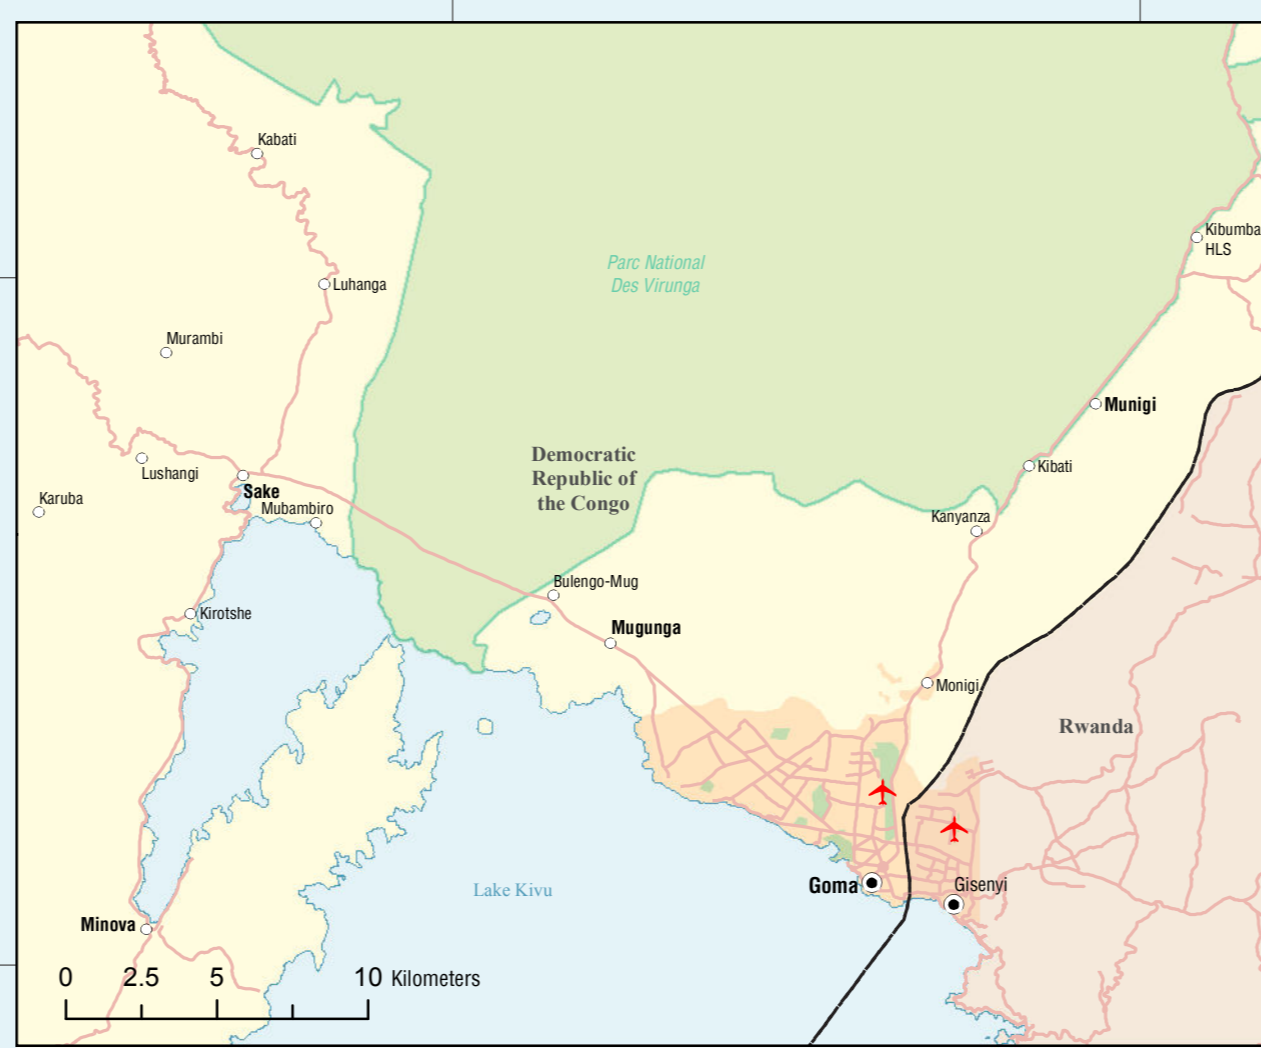 Kabati
Kibumba
HLS
Parc National
Des Virunga
Luhanga
Murambi
Munigi
Democratic
Republic of
the Congo
Kibati
Lushangi
Sake
Karuba
Mubambiro
Kanyanza
Bulengo-Mug
Kirotshe
Mugunga
Monigi
Rwanda
Goma
Gisenyi
Lake Kivu
Minova
0 2.5 5 10 Kilometers